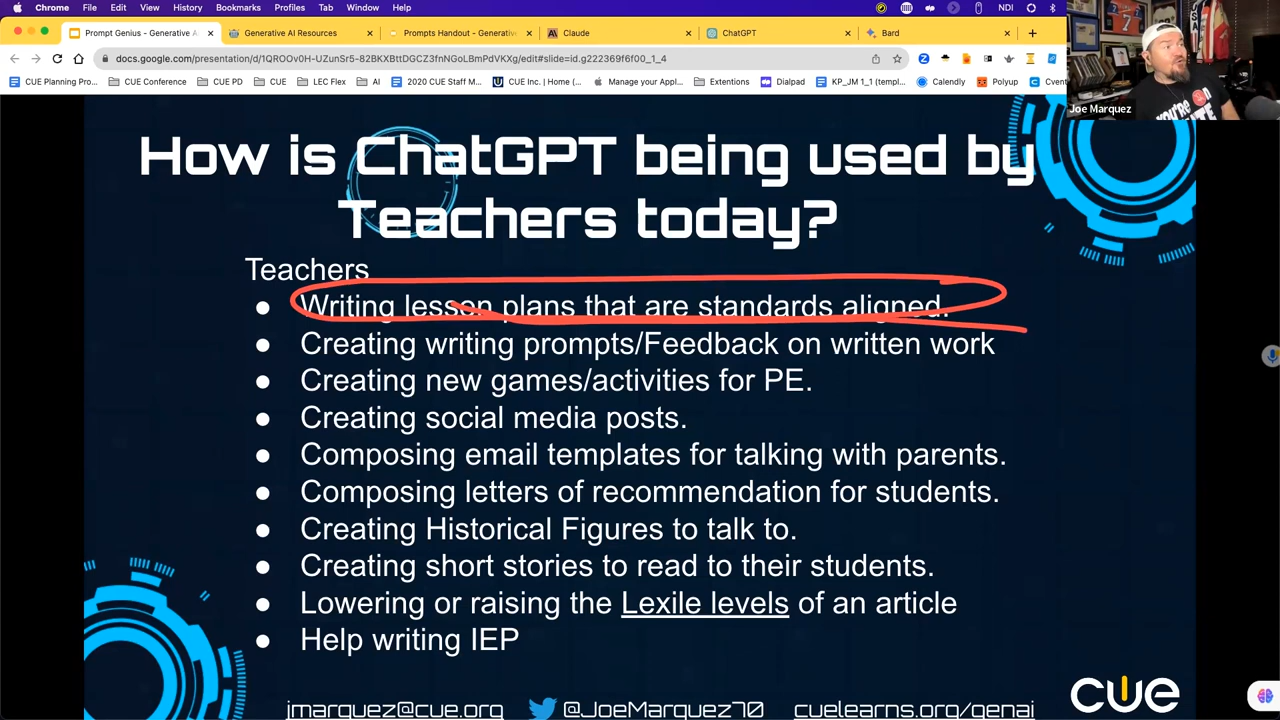 Chrome File Edit View History Bookmarks Profiles Tab Window Help NDI
Prompt Genius - Generative A Generative AI Resources Prompts Handout - Generative Claude ChatGPT Bard
docs.google.com/presentation/d/1QROOv0H-UZunSr5-82BKXBttDtCZ3fnNGoLBmPdVKXg/edit#slide=id.g222369f6f00_1_4
CUE Planning Pro... CUE Conference CUE PD CUE LEC Flex AI 2020 CUE Staff M... CUE Inc. | Home (... Manage your Appl... Extentions Dialpad KP_JM 1_1 (templ... Calendly Polyup Cvent
Joe Marquez
How is ChatGPT being used by
Teachers today?
Teachers
● Writing lesson plans that are standards aligned.
● Creating writing prompts/Feedback on written work
● Creating new games/activities for PE.
● Creating social media posts.
● Composing email templates for talking with parents.
● Composing letters of recommendation for students.
● Creating Historical Figures to talk to.
● Creating short stories to read to their students.
● Lowering or raising the Lexile levels of an article
● Help writing IEP
jmarquez@cue.org @JoeMarquez70 cuelearns.org/genai
cue